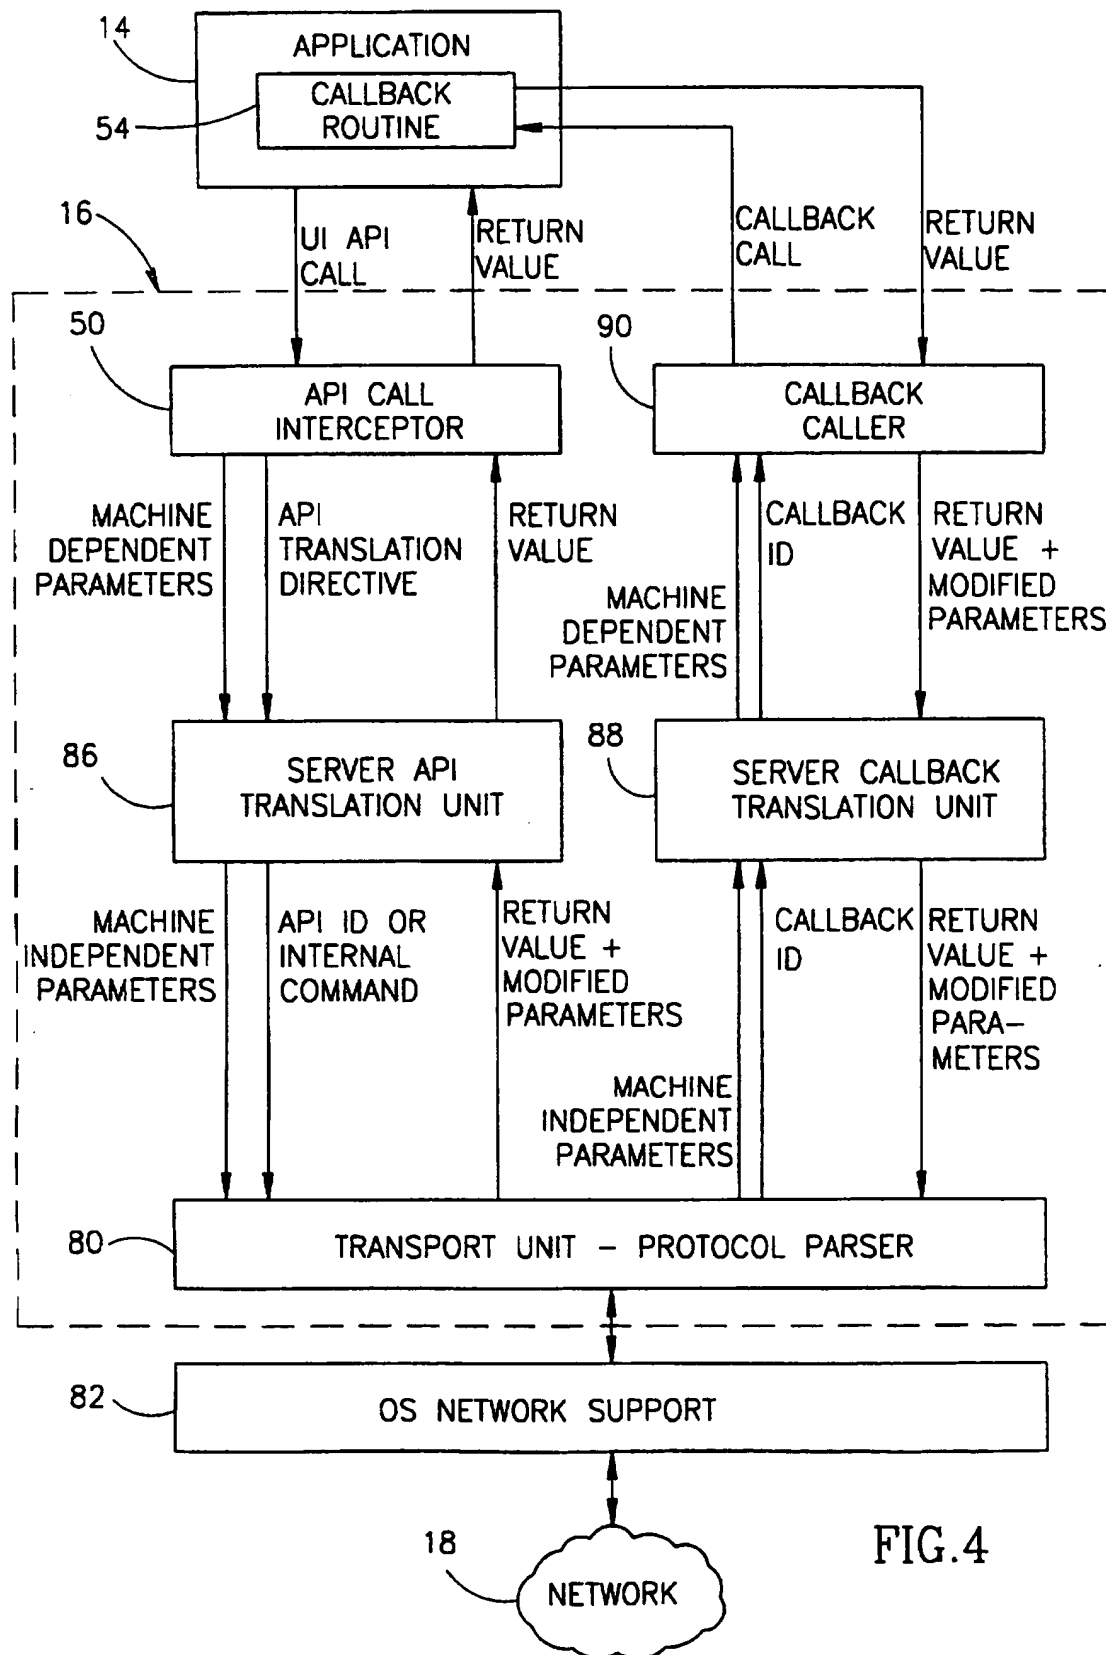 14
APPLICATION
CALLBACK
ROUTINE
54
16
UI API
CALL
RETURN
VALUE
CALLBACK
CALL
RETURN
VALUE
50
API CALL
INTERCEPTOR
90
CALLBACK
CALLER
MACHINE
DEPENDENT
PARAMETERS
API
TRANSLATION
DIRECTIVE
RETURN
VALUE
MACHINE
DEPENDENT
PARAMETERS
CALLBACK
ID
RETURN
VALUE +
MODIFIED
PARAMETERS
86
SERVER API
TRANSLATION UNIT
88
SERVER CALLBACK
TRANSLATION UNIT
MACHINE
INDEPENDENT
PARAMETERS
API ID OR
INTERNAL
COMMAND
RETURN
VALUE +
MODIFIED
PARAMETERS
MACHINE
INDEPENDENT
PARAMETERS
CALLBACK
ID
RETURN
VALUE +
MODIFIED
PARA-
METERS
80
TRANSPORT UNIT – PROTOCOL PARSER
82
OS NETWORK SUPPORT
18
NETWORK
FIG.4